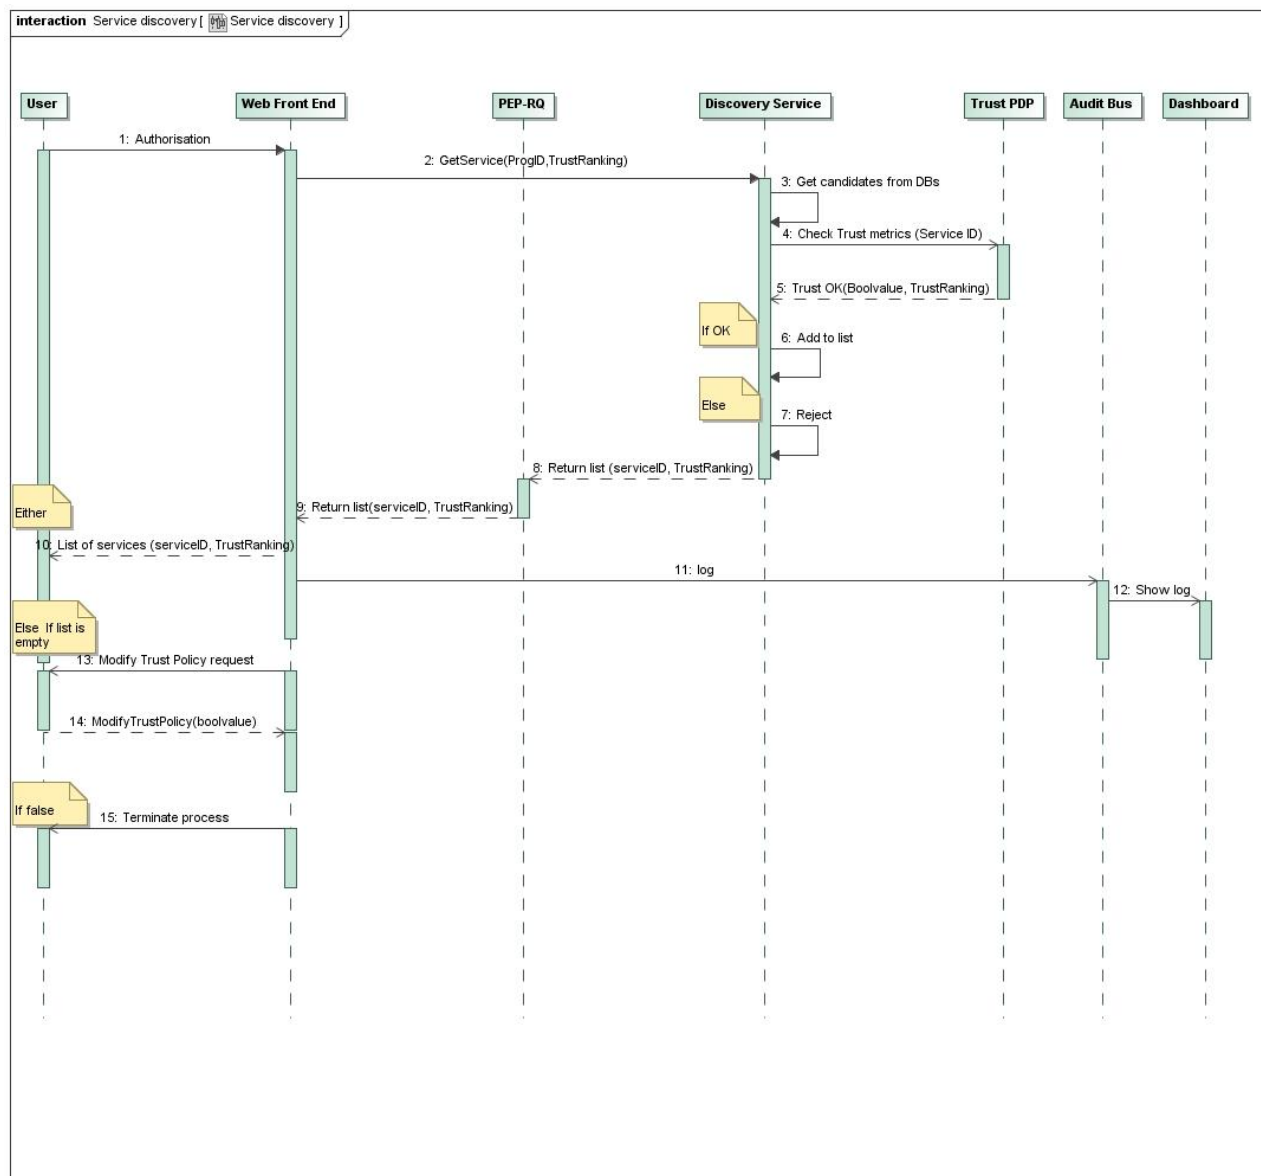 interaction Service discovery [ Service discovery ]
User
Web Front End
PEP-RQ
Discovery Service
Trust PDP
Audit Bus
Dashboard
1: Authorisation
2: GetService(ProgID,TrustRanking)
3: Get candidates from DBs
4: Check Trust metrics (Service ID)
5: Trust OK(Boolvalue, TrustRanking)
If OK
6: Add to list
Else
7: Reject
8: Return list (serviceID, TrustRanking)
9: Return list(serviceID, TrustRanking)
Either
10: List of services (serviceID, TrustRanking)
11: log
12: Show log
Else If list is
empty
13: Modify Trust Policy request
14: ModifyTrustPolicy(boolvalue)
If false
15: Terminate process